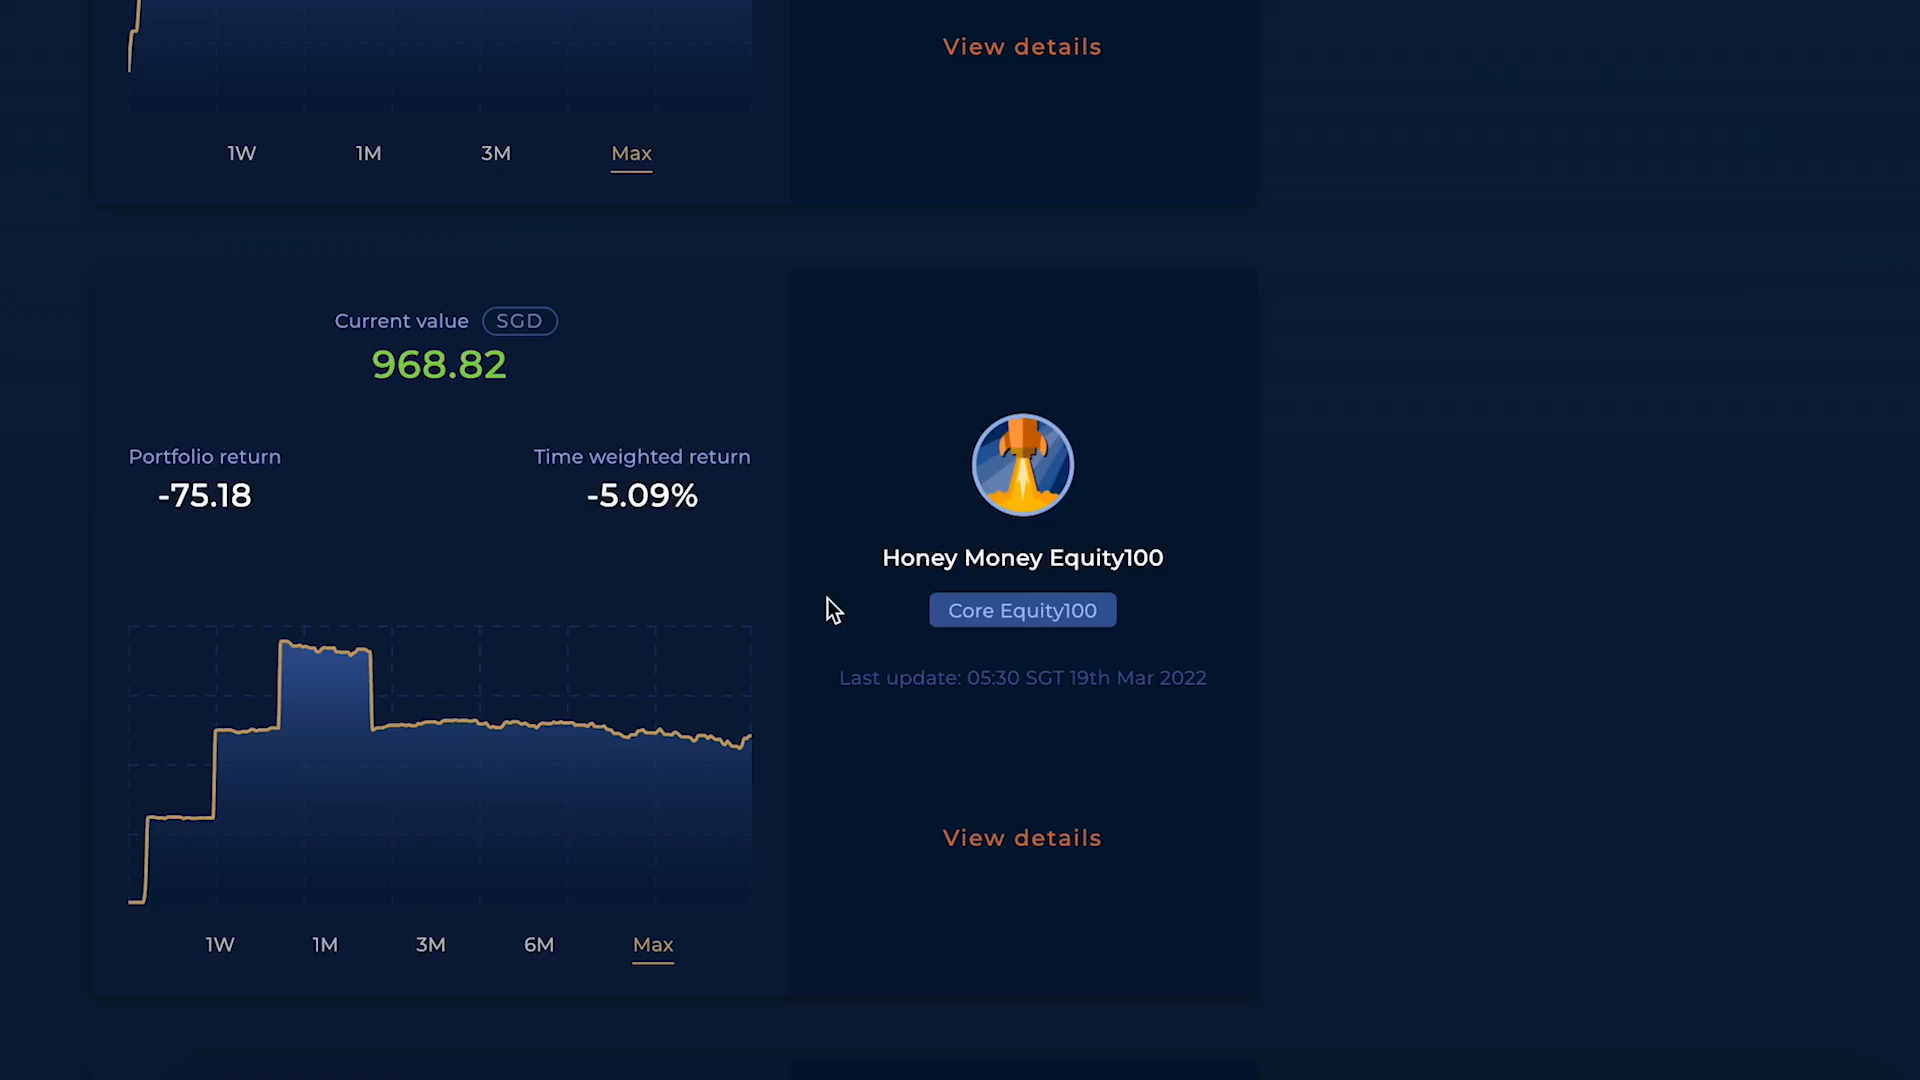 View details
1W 1M 3M Max
Current value SGD
968.82
Portfolio return Time weighted return
-75.18 -5.09%
Honey Money Equity100
Core Equity100
Last update: 05:30 SGT 19th Mar 2022
View details
1W 1M 3M 6M Max